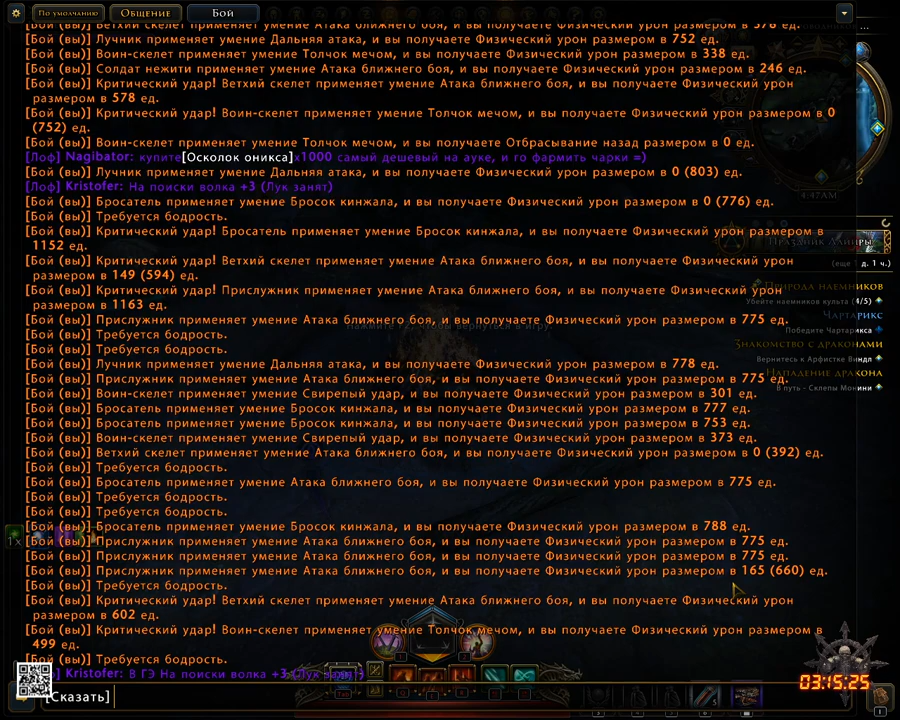 По умолчанию
Общение
Бой
[Бой (вы)] Лучник применяет умение Дальняя атака, и вы получаете Физический урон размером в 752 ед.
[Бой (вы)] Воин-скелет применяет умение Толчок мечом, и вы получаете Физический урон размером в 338 ед.
[Бой (вы)] Солдат нежити применяет умение Атака ближнего боя, и вы получаете Физический урон размером в 246 ед.
[Бой (вы)] Критический удар! Ветхий скелет применяет умение Атака ближнего боя, и вы получаете Физический урон
размером в 578 ед.
[Бой (вы)] Критический удар! Воин-скелет применяет умение Толчок мечом, и вы получаете Физический урон размером в 0
(752) ед.
[Бой (вы)] Воин-скелет применяет умение Толчок мечом, и вы получаете Отбрасывание назад размером в 0 ед.
[Лоф] Nagibator: купите[Осколок оникса]x1000 самый дешевый на ауке, и го фармить чарки =)
[Бой (вы)] Лучник применяет умение Дальняя атака, и вы получаете Физический урон размером в 0 (803) ед.
[Лоф] Kristofer: На поиски волка +3 (Лук занят)
[Бой (вы)] Бросатель применяет умение Бросок кинжала, и вы получаете Физический урон размером в 0 (776) ед.
[Бой (вы)] Требуется бодрость.
[Бой (вы)] Критический удар! Бросатель применяет умение Бросок кинжала, и вы получаете Физический урон размером в
1152 ед.
[Бой (вы)] Критический удар! Ветхий скелет применяет умение Атака ближнего боя, и вы получаете Физический урон
размером в 149 (594) ед.
[Бой (вы)] Критический удар! Прислужник применяет умение Атака ближнего боя, и вы получаете Физический урон
размером в 1163 ед.
[Бой (вы)] Прислужник применяет умение Атака ближнего боя, и вы получаете Физический урон размером в 775 ед.
[Бой (вы)] Требуется бодрость.
[Бой (вы)] Требуется бодрость.
[Бой (вы)] Лучник применяет умение Дальняя атака, и вы получаете Физический урон размером в 778 ед.
[Бой (вы)] Прислужник применяет умение Атака ближнего боя, и вы получаете Физический урон размером в 775 ед.
[Бой (вы)] Воин-скелет применяет умение Свирепый удар, и вы получаете Физический урон размером в 301 ед.
[Бой (вы)] Бросатель применяет умение Бросок кинжала, и вы получаете Физический урон размером в 777 ед.
[Бой (вы)] Бросатель применяет умение Бросок кинжала, и вы получаете Физический урон размером в 753 ед.
[Бой (вы)] Воин-скелет применяет умение Свирепый удар, и вы получаете Физический урон размером в 373 ед.
[Бой (вы)] Ветхий скелет применяет умение Атака ближнего боя, и вы получаете Физический урон размером в 0 (392) ед.
[Бой (вы)] Требуется бодрость.
[Бой (вы)] Бросатель применяет умение Бросок кинжала, и вы получаете Физический урон размером в 775 ед.
[Бой (вы)] Требуется бодрость.
[Бой (вы)] Требуется бодрость.
[Бой (вы)] Бросатель применяет умение Бросок кинжала, и вы получаете Физический урон размером в 788 ед.
[Бой (вы)] Прислужник применяет умение Атака ближнего боя, и вы получаете Физический урон размером в 775 ед.
[Бой (вы)] Прислужник применяет умение Атака ближнего боя, и вы получаете Физический урон размером в 775 ед.
[Бой (вы)] Прислужник применяет умение Атака ближнего боя, и вы получаете Физический урон размером в 165 (660) ед.
[Бой (вы)] Требуется бодрость.
[Бой (вы)] Критический удар! Ветхий скелет применяет умение Атака ближнего боя, и вы получаете Физический урон
размером в 602 ед.
[Бой (вы)] Критический удар! Воин-скелет применяет умение Толчок мечом, и вы получаете Физический урон размером в
499 ед.
[Бой (вы)] Требуется бодрость.
Kristofer: В ГЭ На поиски волка +3 (Лук занят)
[Сказать]
4:47AM
Праздник Ллииры
(еще 1 д. 1 ч.)
Природа наемников
Убейте наемников культа (4/5)
Чартарикс
Победите Чартарикса
Знакомство с драконами
Вернитесь к Арфистке
Нападение дракона
В путь - Склепы
1x
Tab
03:15:25